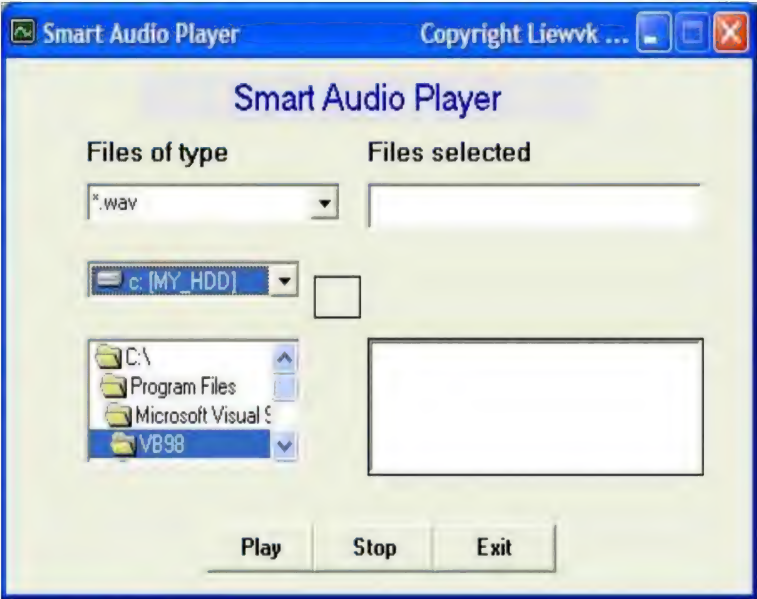 Smart Audio Player Copyright Liewvk ...
Smart Audio Player
Files of type Files selected
*.wav
c: [MY_HDD]
C:\
Program Files
Microsoft Visual S
VB98
Play Stop Exit